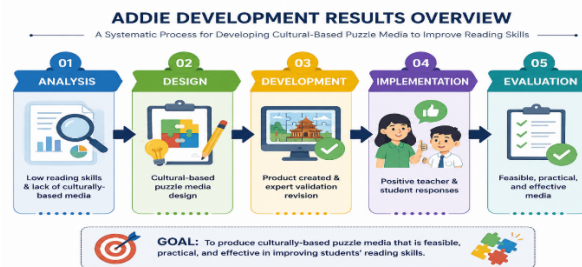 ADDIE DEVELOPMENT RESULTS OVERVIEW
A Systematic Process for Developing Cultural-Based Puzzle Media to Improve Reading Skills
01
ANALYSIS
Low reading skills
& lack of culturally-
based media
02
DESIGN
Cultural-based
puzzle media
design
03
DEVELOPMENT
Product created &
expert validation
revision
04
IMPLEMENTATION
Positive teacher &
student responses
05
EVALUATION
Feasible, practical,
and effective
media
GOAL: To produce culturally-based puzzle media that is feasible,
practical, and effective in improving students' reading skills.